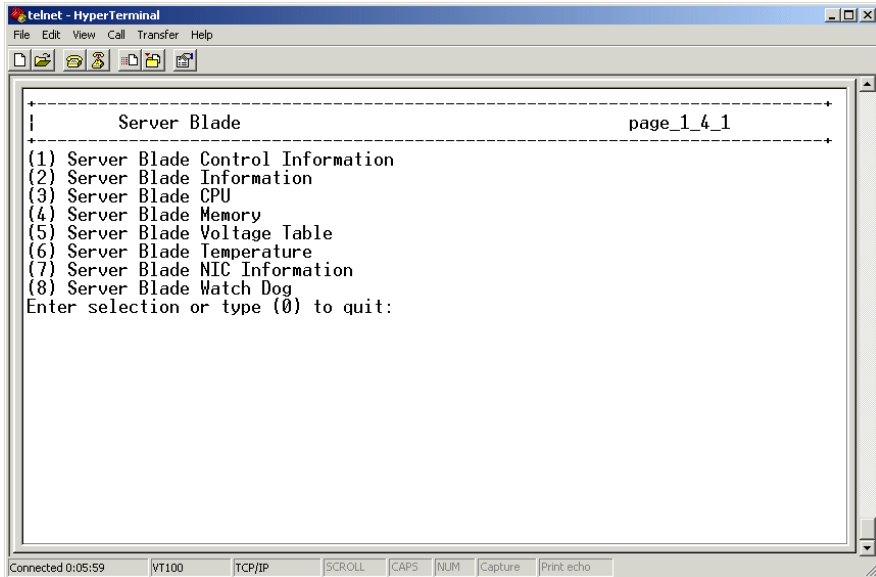 telnet - HyperTerminal
File Edit View Call Transfer Help
Server Blade page_1_4_1
(1) Server Blade Control Information
(2) Server Blade Information
(3) Server Blade CPU
(4) Server Blade Memory
(5) Server Blade Voltage Table
(6) Server Blade Temperature
(7) Server Blade NIC Information
(8) Server Blade Watch Dog
Enter selection or type (0) to quit:
Connected 0:05:59 VT100 TCP/IP SCROLL CAPS NUM Capture Print echo